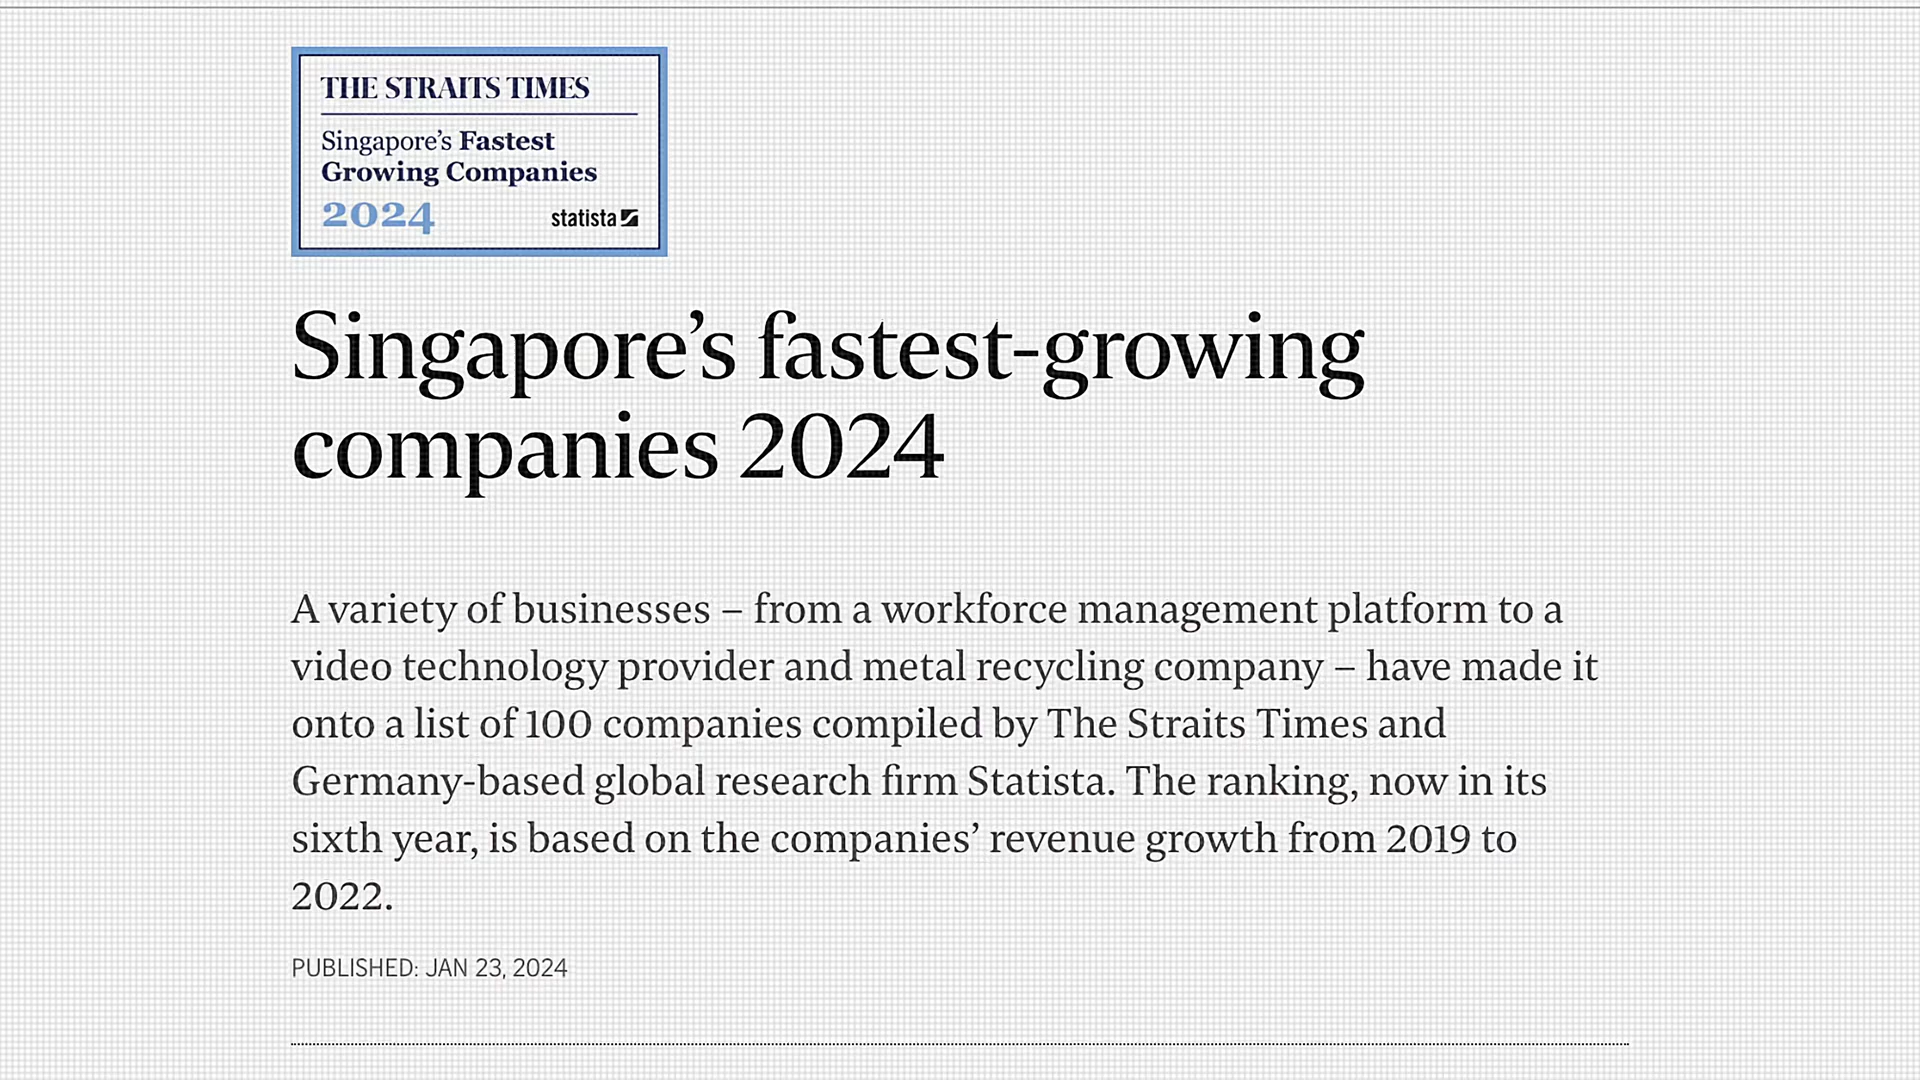 THE STRAITS TIMES
Singapore’s Fastest
Growing Companies
2024
statista
Singapore’s fastest-growing
companies 2024
A variety of businesses – from a workforce management platform to a
video technology provider and metal recycling company – have made it
onto a list of 100 companies compiled by The Straits Times and
Germany-based global research firm Statista. The ranking, now in its
sixth year, is based on the companies’ revenue growth from 2019 to
2022.
PUBLISHED: JAN 23, 2024